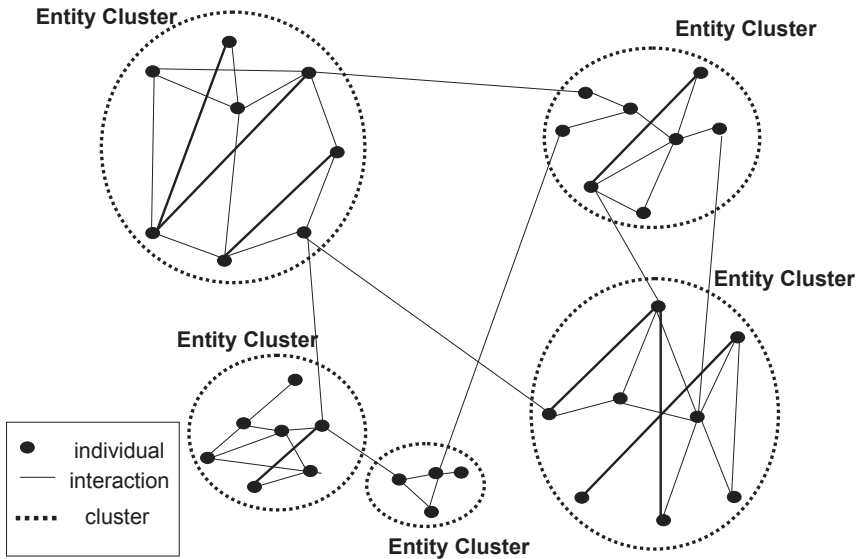 Entity Cluster
Entity Cluster
Entity Cluster
Entity Cluster
Entity Cluster
individual
interaction
cluster